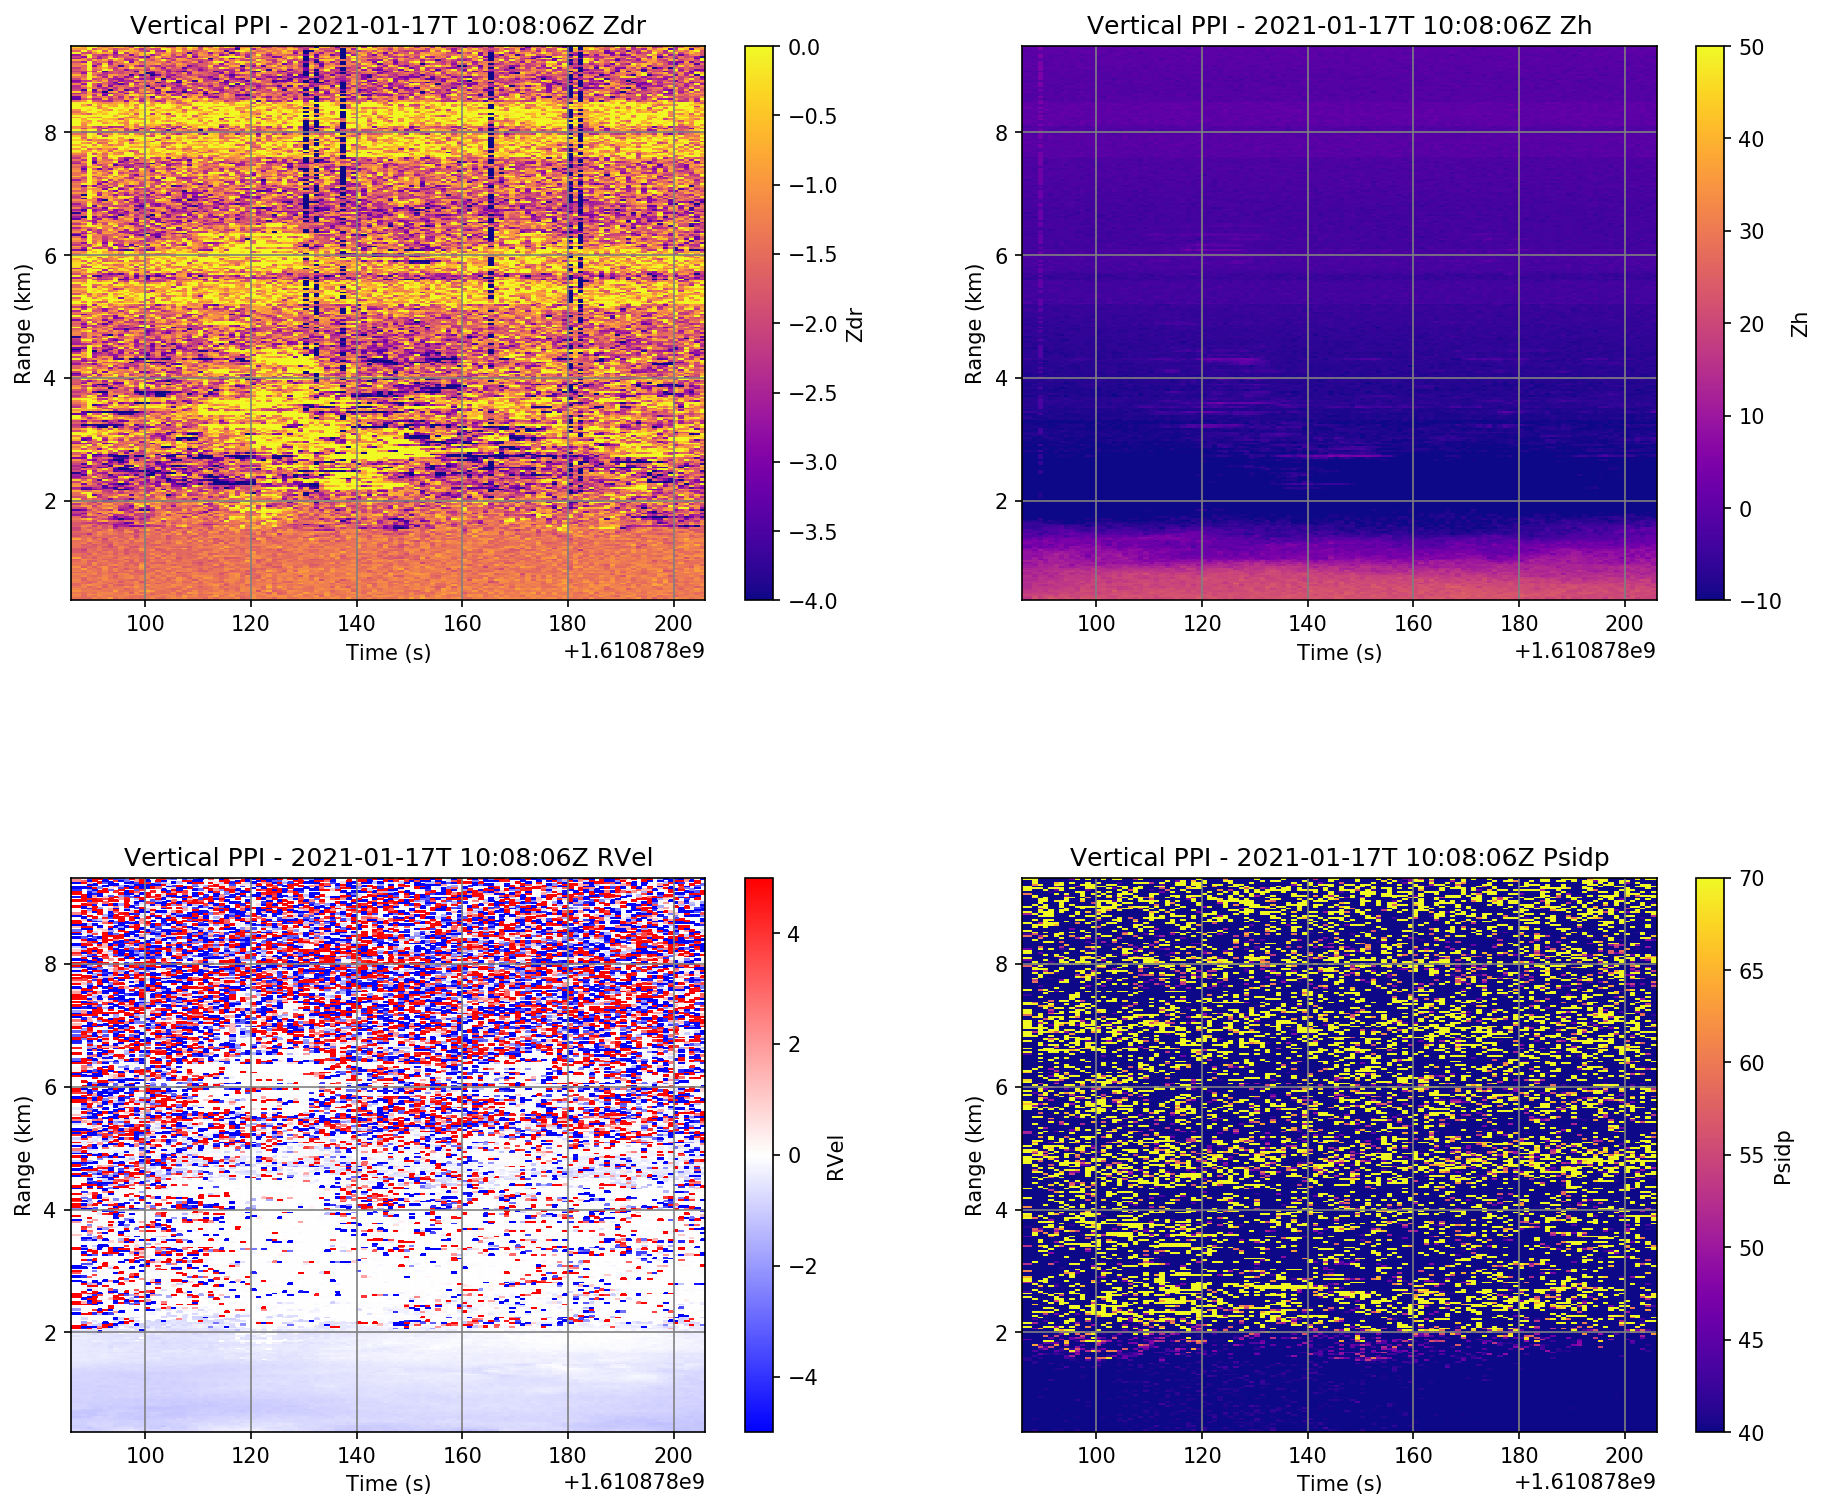 Vertical PPI - 2021-01-17T 10:08:06Z Zdr
Range (km)
8
6
4
2
100 120 140 160 180 200
Time (s)
+1.610878e9
0.0
−0.5
−1.0
−1.5
−2.0
−2.5
−3.0
−3.5
−4.0
Zdr
Vertical PPI - 2021-01-17T 10:08:06Z Zh
Range (km)
8
6
4
2
100 120 140 160 180 200
Time (s)
+1.610878e9
50
40
30
20
10
0
−10
Zh
Vertical PPI - 2021-01-17T 10:08:06Z RVel
Range (km)
8
6
4
2
100 120 140 160 180 200
Time (s)
+1.610878e9
4
2
0
−2
−4
RVel
Vertical PPI - 2021-01-17T 10:08:06Z Psidp
Range (km)
8
6
4
2
100 120 140 160 180 200
Time (s)
+1.610878e9
70
65
60
55
50
45
40
Psidp